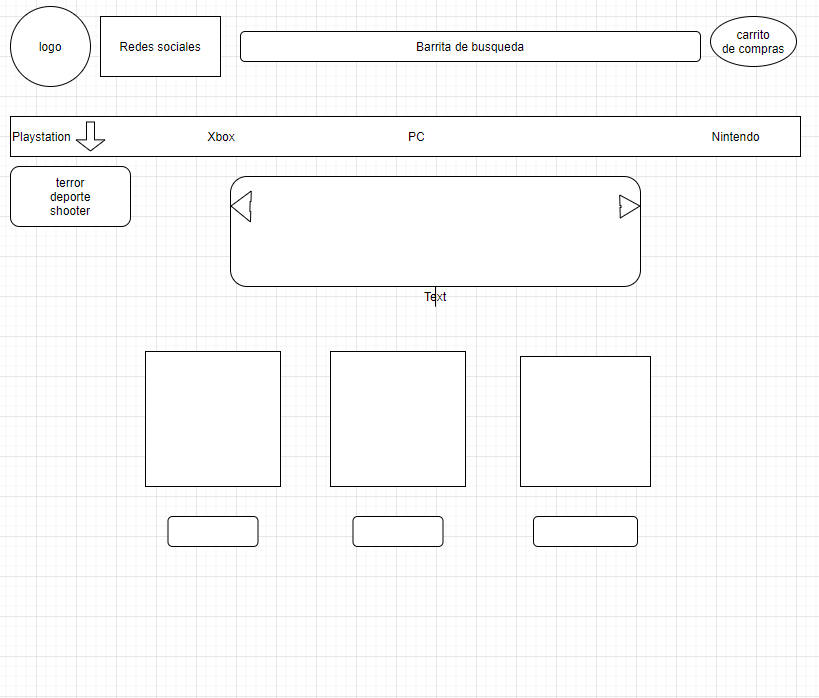 logo
Redes sociales
Barrita de busqueda
carrito
de compras
Playstation
Xbox
PC
Nintendo
terror
deporte
shooter
Text